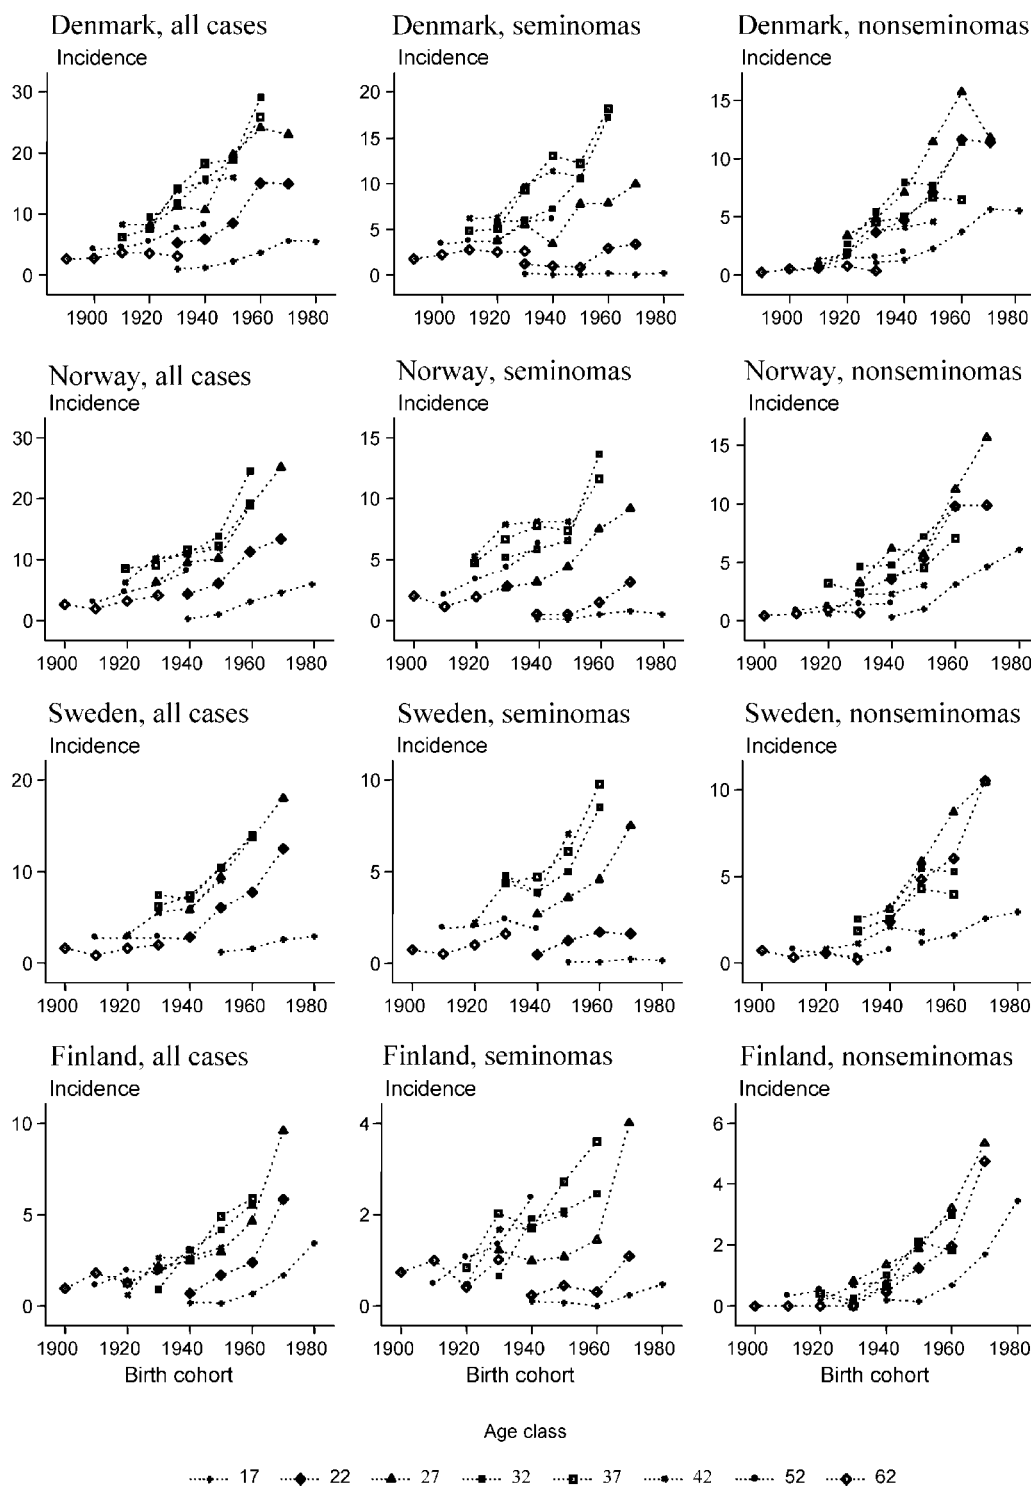 Denmark, all cases
Denmark, seminomas
Denmark, nonseminomas
Incidence
Incidence
Incidence
30
20
10
0
20
15
10
5
0
15
10
5
0
1900 1920 1940 1960 1980
1900 1920 1940 1960 1980
1900 1920 1940 1960 1980
Norway, all cases
Norway, seminomas
Norway, nonseminomas
Incidence
Incidence
Incidence
30
20
10
0
15
10
5
0
15
10
5
0
1900 1920 1940 1960 1980
1900 1920 1940 1960 1980
1900 1920 1940 1960 1980
Sweden, all cases
Sweden, seminomas
Sweden, nonseminomas
Incidence
Incidence
Incidence
20
10
0
10
5
0
10
5
0
1900 1920 1940 1960 1980
1900 1920 1940 1960 1980
1900 1920 1940 1960 1980
Finland, all cases
Finland, seminomas
Finland, nonseminomas
Incidence
Incidence
Incidence
10
5
0
4
2
0
6
4
2
0
1900 1920 1940 1960 1980
1900 1920 1940 1960 1980
1900 1920 1940 1960 1980
Birth cohort
Birth cohort
Birth cohort
Age class
17 22 27 32 37 42 52 62